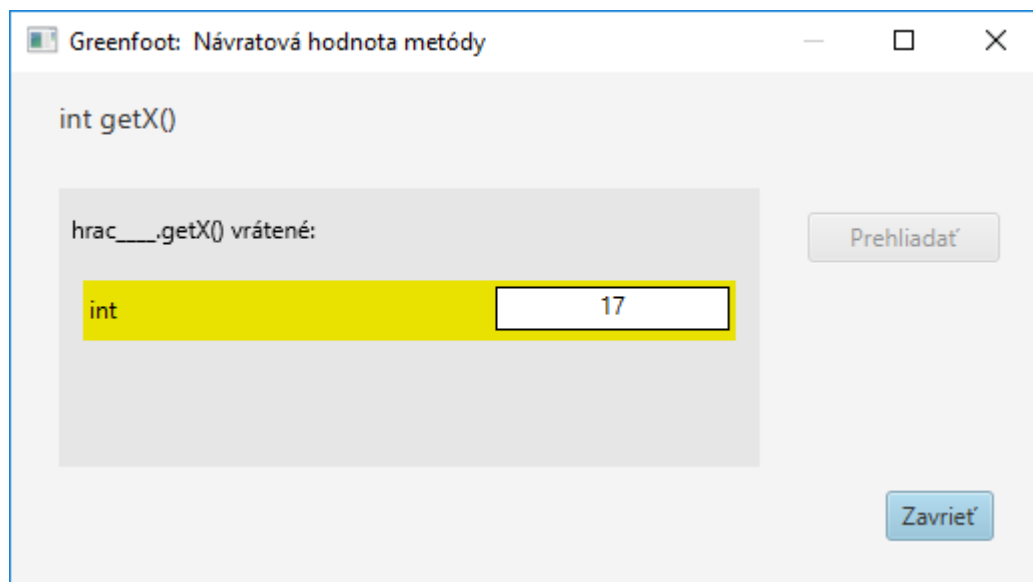 Greenfoot: Návratová hodnota metódy
int getX()
hrac____.getX() vrátené:
Prehliadať
int 17
Zavrieť